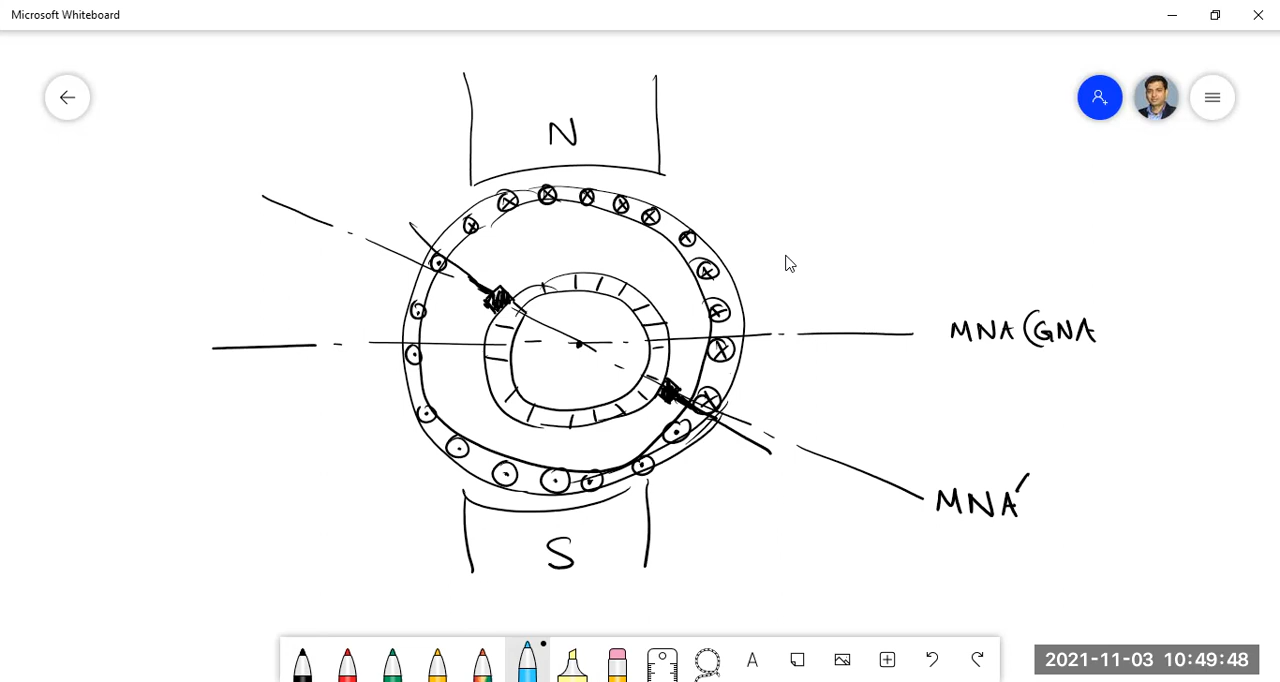 Microsoft Whiteboard
N
MNA (GNA
MNA'
S
A
2021-11-03 10:49:48